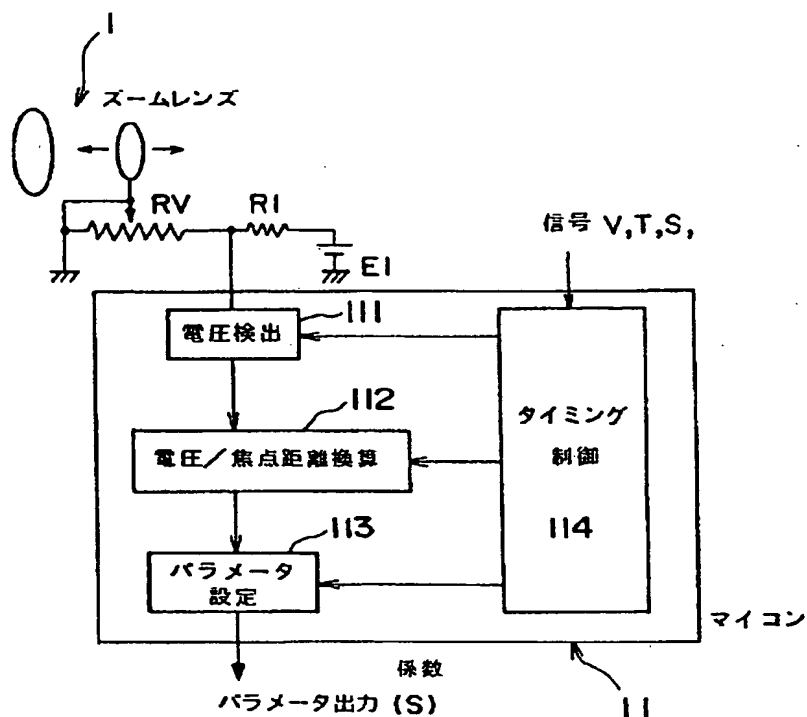 1
ズームレンズ
RV
R1
E1
信号 V,T,S,
111
電圧検出
112
電圧/焦点距離換算
タイミング
制御
114
113
パラメータ
設定
マイコン
係数
パラメータ出力(S)
11